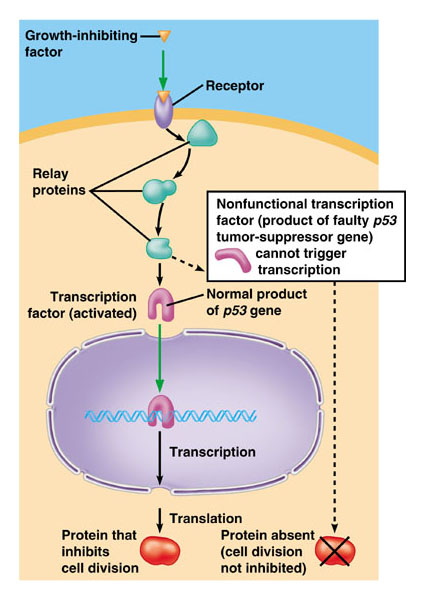 Growth-inhibiting
factor
Receptor
Relay
proteins
Nonfunctional transcription
factor (product of faulty p53
tumor-suppressor gene)
cannot trigger
transcription
Transcription
factor (activated)
Normal product
of p53 gene
Transcription
Translation
Protein that
inhibits
cell division
Protein absent
(cell division
not inhibited)